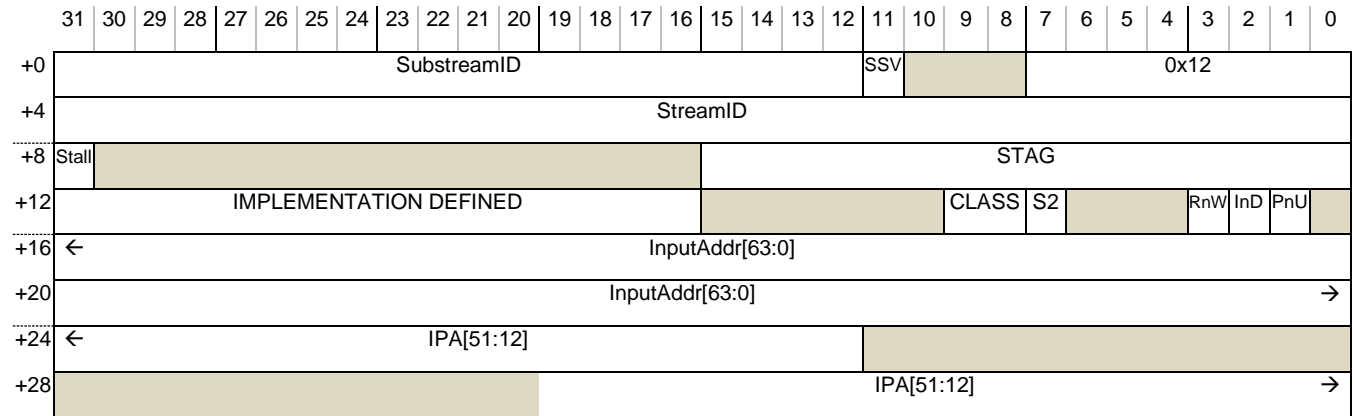 31 30 29 28 27 26 25 24 23 22 21 20 19 18 17 16 15 14 13 12 11 10 9 8 7 6 5 4 3 2 1 0
+0 SubstreamID SSV 0x12
+4 StreamID
+8 Stall STAG
+12 IMPLEMENTATION DEFINED CLASS S2 RnW InD PnU
+16 ← InputAddr[63:0]
+20 InputAddr[63:0] →
+24 ← IPA[51:12]
+28 IPA[51:12] →